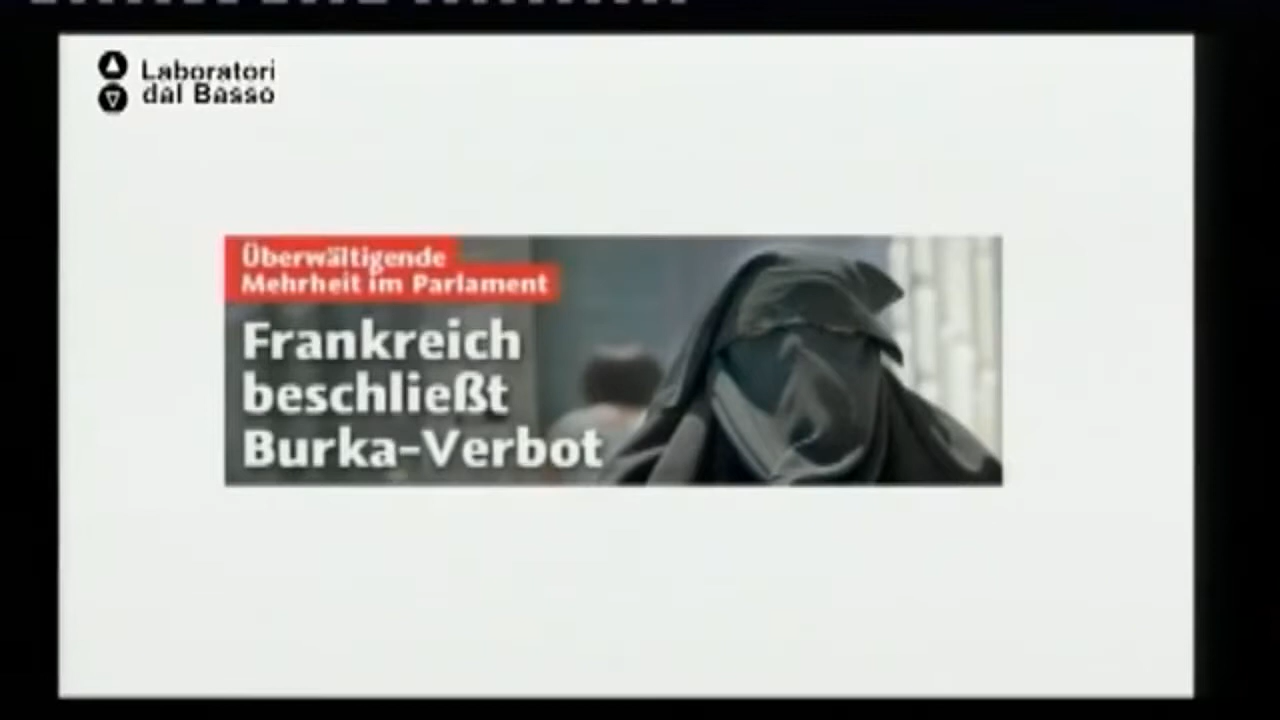 Laboratori
dal Basso
Überwältigende
Mehrheit im Parlament
Frankreich
beschließt
Burka-Verbot